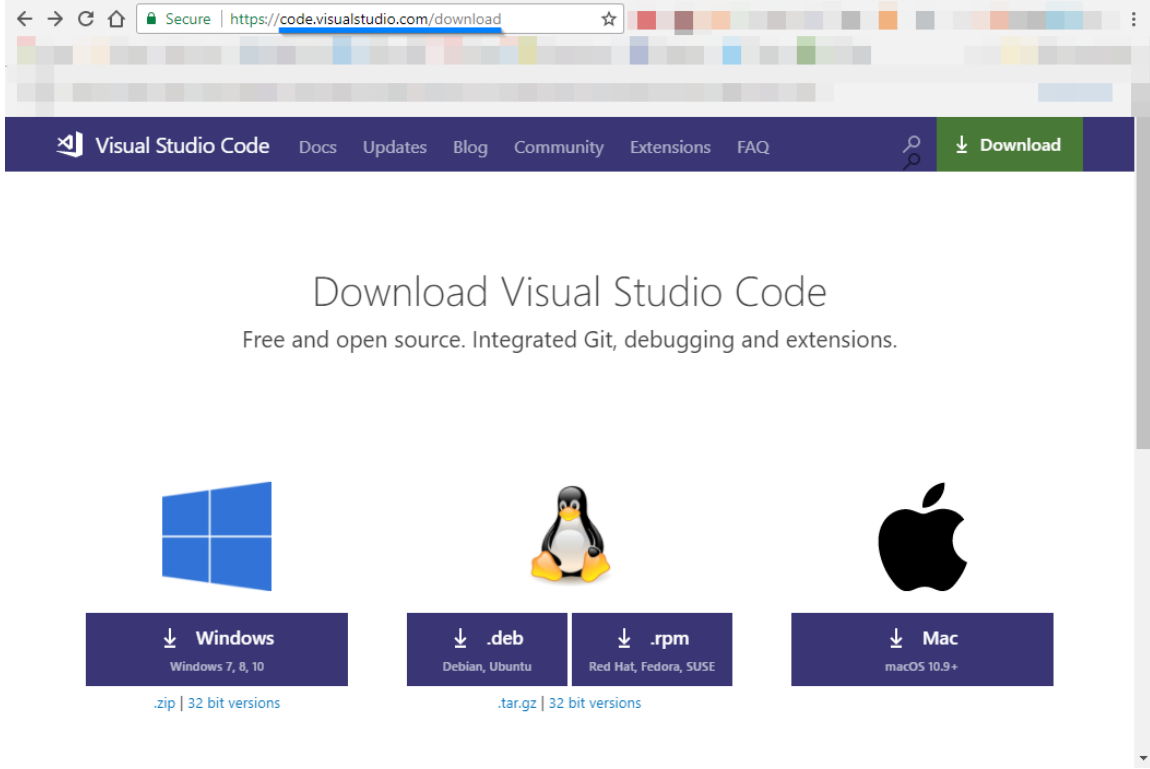 Secure | https://code.visualstudio.com/download
Visual Studio Code Docs Updates Blog Community Extensions FAQ Download
Download Visual Studio Code
Free and open source. Integrated Git, debugging and extensions.
Windows
Windows 7, 8, 10
.zip | 32 bit versions
.deb
Debian, Ubuntu
.rpm
Red Hat, Fedora, SUSE
.tar.gz | 32 bit versions
Mac
macOS 10.9+